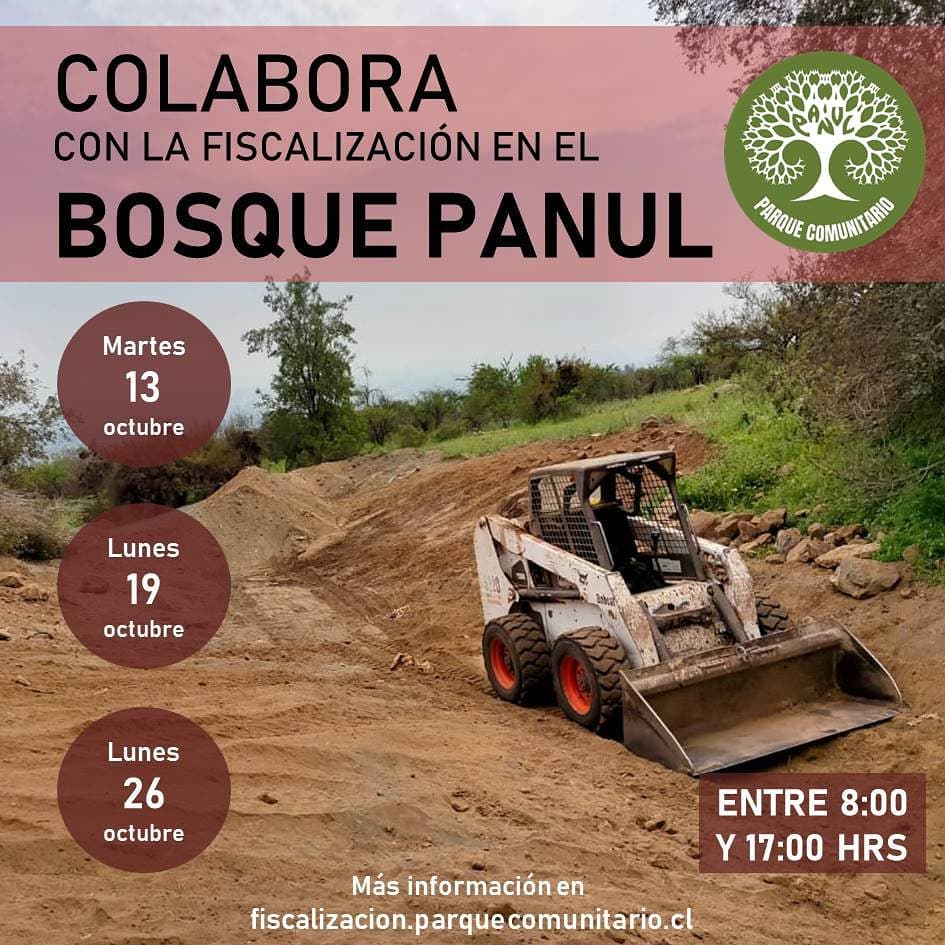 COLABORA
CON LA FISCALIZACIÓN EN EL
BOSQUE PANUL
PANUL
PARQUE COMUNITARIO
Martes
13
octubre
Lunes
19
octubre
Lunes
26
octubre
Bobcat
ENTRE 8:00
Y 17:00 HRS
Más información en
fiscalizacion.parquecomunitario.cl